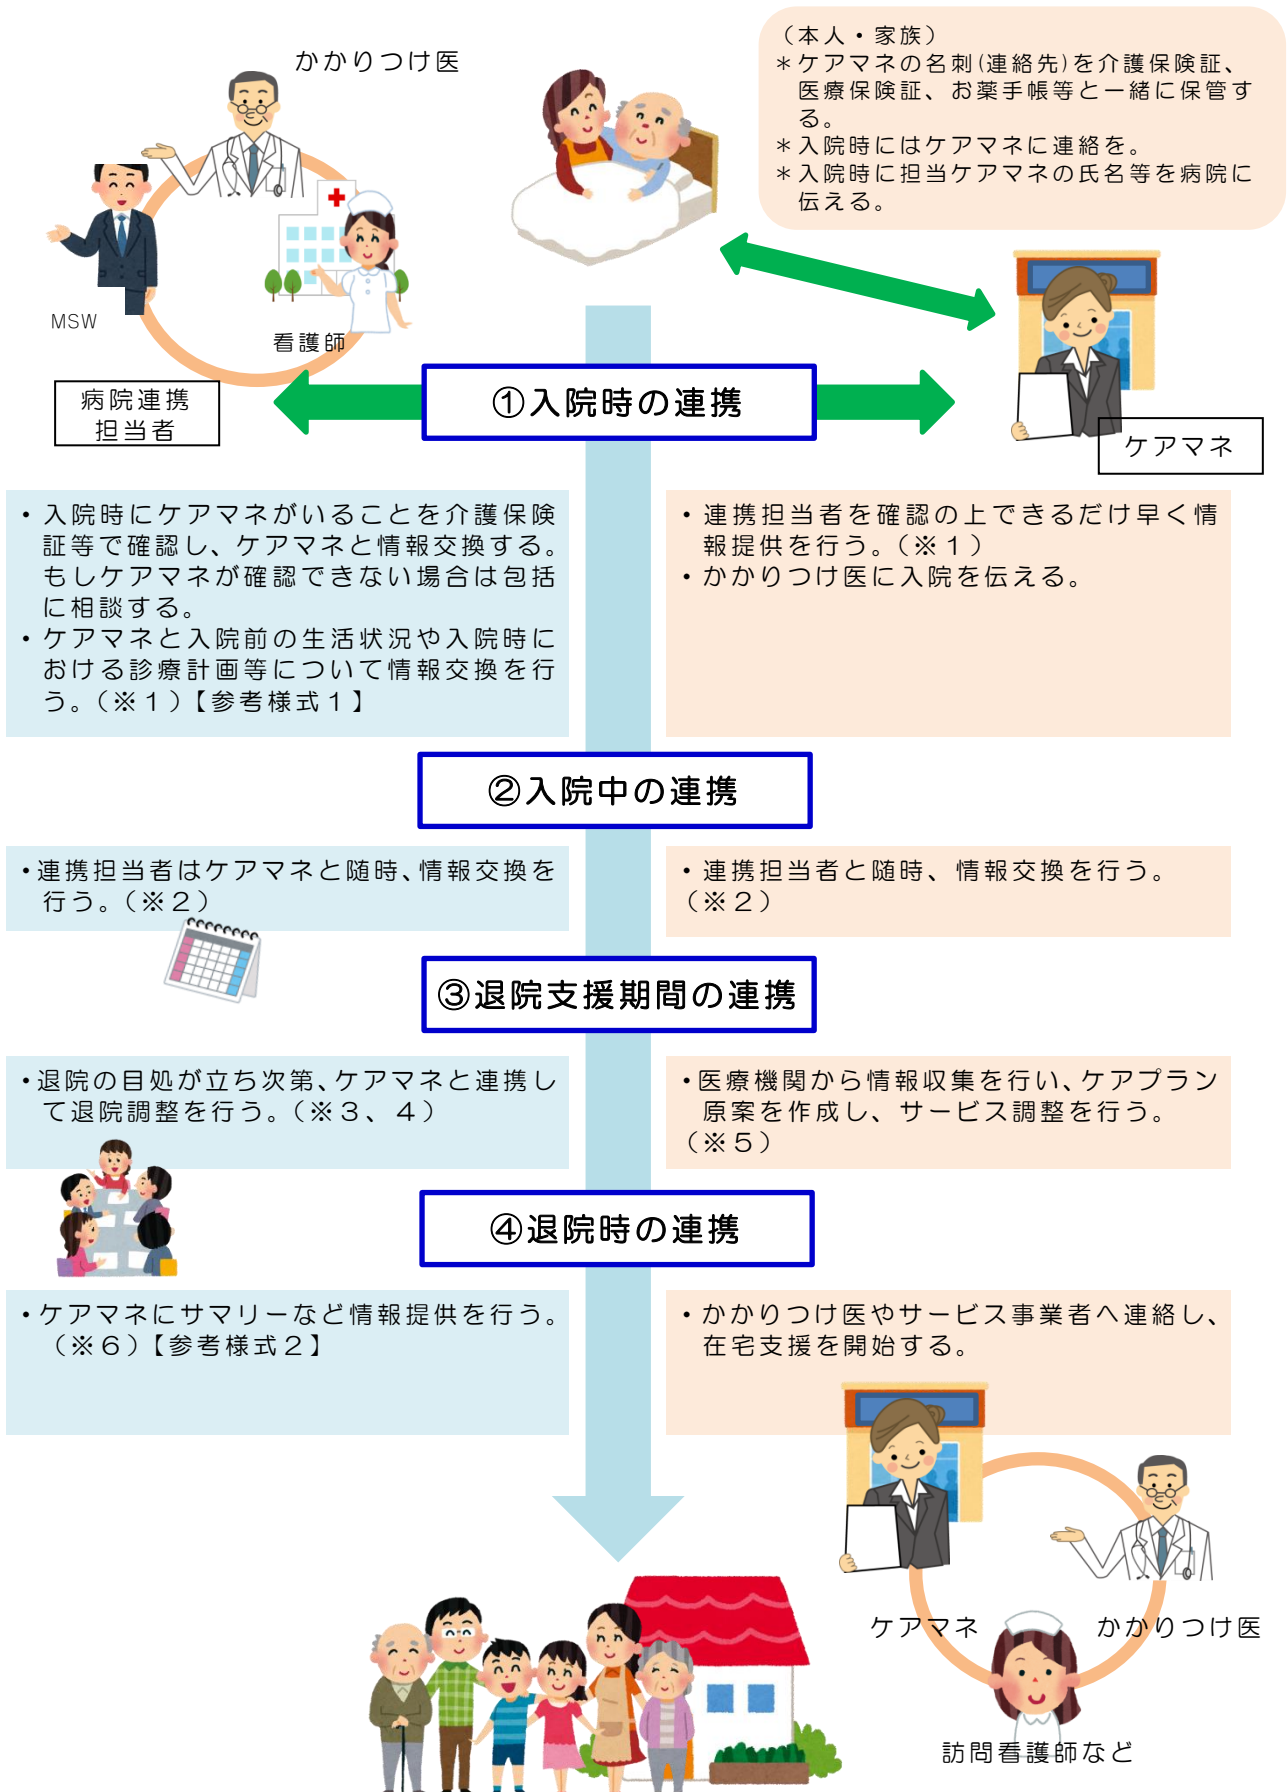 かかりつけ医
（本人・家族）
＊ケアマネの名刺(連絡先)を介護保険証、
医療保険証、お薬手帳等と一緒に保管す
る。
＊入院時にはケアマネに連絡を。
＊入院時に担当ケアマネの氏名等を病院に
伝える。
MSW
看護師
病院連携
担当者
①入院時の連携
ケアマネ
・入院時にケアマネがいることを介護保険
証等で確認し、ケアマネと情報交換する。
もしケアマネが確認できない場合は包括
に相談する。
・ケアマネと入院前の生活状況や入院時に
おける診療計画等について情報交換を行
う。（※１）【参考様式１】
・連携担当者を確認の上できるだけ早く情
報提供を行う。（※１）
・かかりつけ医に入院を伝える。
②入院中の連携
・連携担当者はケアマネと随時、情報交換を
行う。（※２）
・連携担当者と随時、情報交換を行う。
（※２）
③退院支援期間の連携
・退院の目処が立ち次第、ケアマネと連携し
て退院調整を行う。（※３、４）
・医療機関から情報収集を行い、ケアプラン
原案を作成し、サービス調整を行う。
（※５）
④退院時の連携
・ケアマネにサマリーなど情報提供を行う。
（※６）【参考様式２】
・かかりつけ医やサービス事業者へ連絡し、
在宅支援を開始する。
ケアマネ
かかりつけ医
訪問看護師など